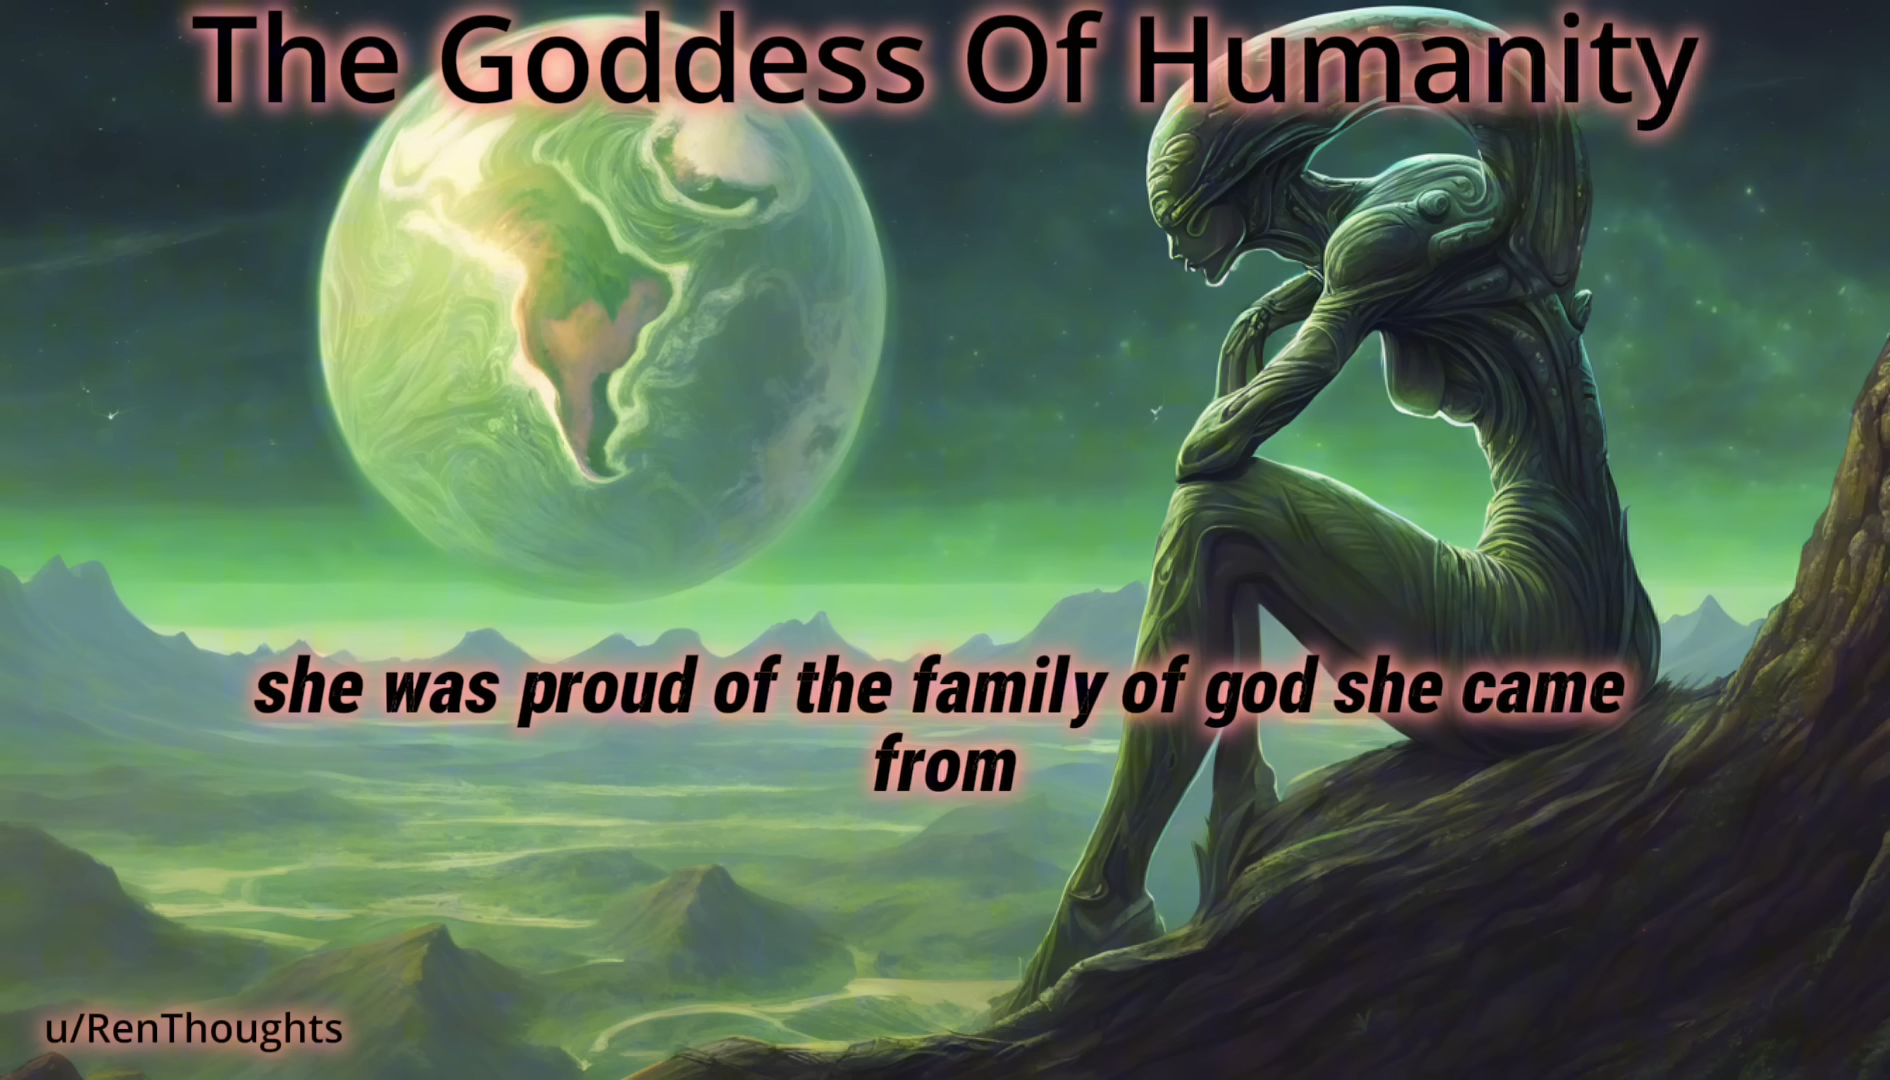 The Goddess Of Humanity
she was proud of the family of god she came
from
u/RenThoughts